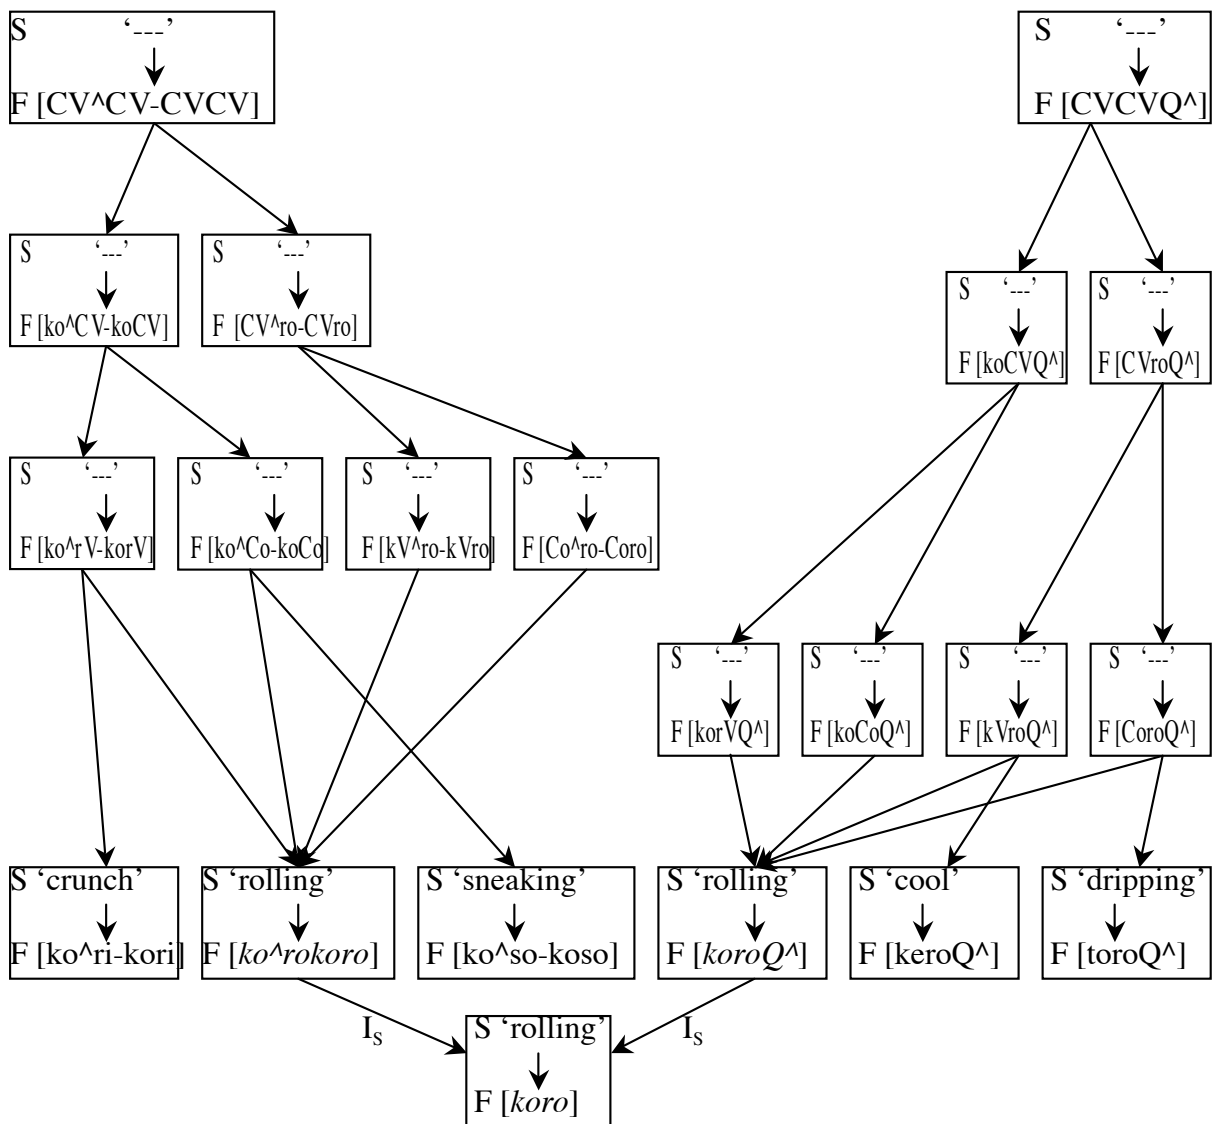 S ‘---’
F [CV^CV-CVCV]
S ‘---’
F [CVCVQ^]
S ‘---’
F [ko^CV-koCV]
S ‘---’
F [CV^ro-CVro]
S ‘---’
F [koCVQ^]
S ‘---’
F [CVroQ^]
S ‘---’
F [ko^rV-korV]
S ‘---’
F [ko^Co-koCo]
S ‘---’
F [kV^ro-kVro]
S ‘---’
F [Co^ro-Coro]
S ‘---’
F [korVQ^]
S ‘---’
F [koCoQ^]
S ‘---’
F [kVroQ^]
S ‘---’
F [CoroQ^]
S ‘crunch’
F [ko^ri-kori]
S ‘rolling’
F [ko^rokoro]
S ‘sneaking’
F [ko^so-koso]
S ‘rolling’
F [koroQ^]
S ‘cool’
F [keroQ^]
S ‘dripping’
F [toroQ^]
IS
IS
S ‘rolling’
F [koro]